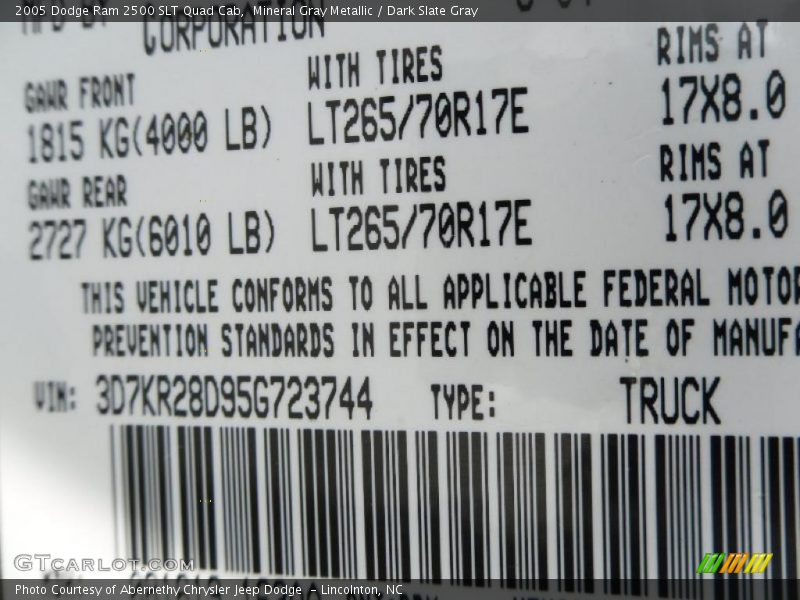 2005 Dodge Ram 2500 SLT Quad Cab, Mineral Gray Metallic / Dark Slate Gray
CORPORATION
GAWR FRONT WITH TIRES RIMS AT
1815 KG(4000 LB) LT265/70R17E 17X8.0
GAWR REAR WITH TIRES RIMS AT
2727 KG(6010 LB) LT265/70R17E 17X8.0
THIS VEHICLE CONFORMS TO ALL APPLICABLE FEDERAL MOTOR
PREVENTION STANDARDS IN EFFECT ON THE DATE OF MANUFA
VIN: 3D7KR28D95G723744 TYPE: TRUCK
GTcarlot.com
Photo Courtesy of Abernethy Chrysler Jeep Dodge - Lincolnton, NC